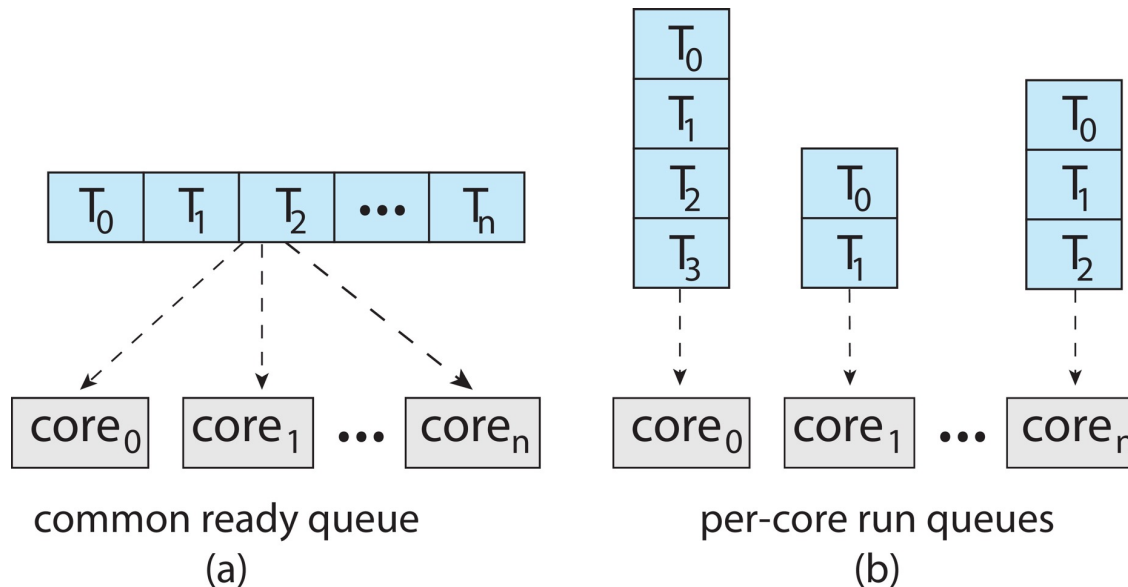 T₀ T₁ T₂ ••• Tₙ
core₀ core₁ ••• coreₙ
common ready queue
(a)
T₀
T₁
T₂
T₃
T₀
T₁
T₀
T₁
T₂
core₀ core₁ ••• coreₙ
per-core run queues
(b)